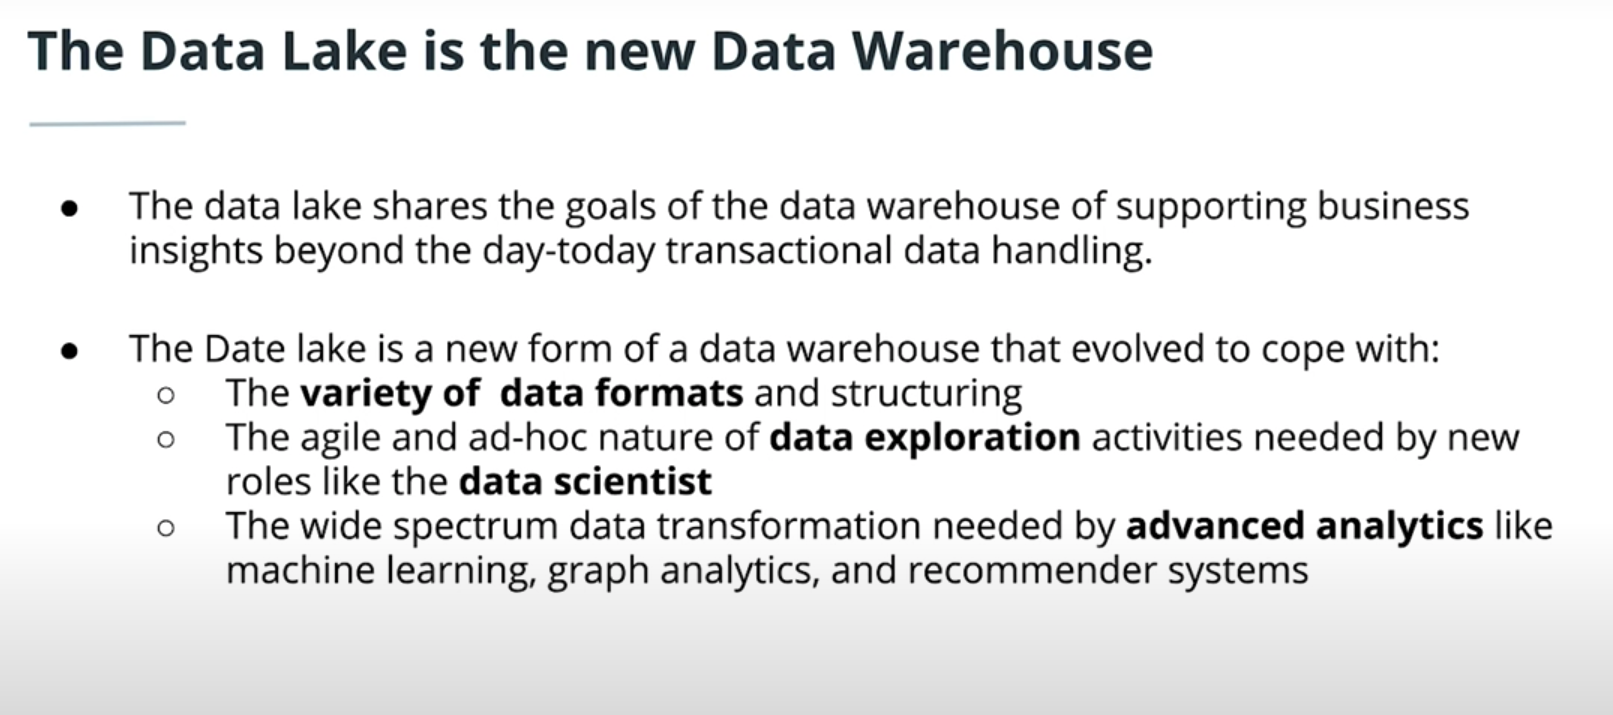 The Data Lake is the new Data Warehouse
● The data lake shares the goals of the data warehouse of supporting business
insights beyond the day-today transactional data handling.
● The Date lake is a new form of a data warehouse that evolved to cope with:
○ The variety of  data formats and structuring
○ The agile and ad-hoc nature of data exploration activities needed by new
roles like the data scientist
○ The wide spectrum data transformation needed by advanced analytics like
machine learning, graph analytics, and recommender systems